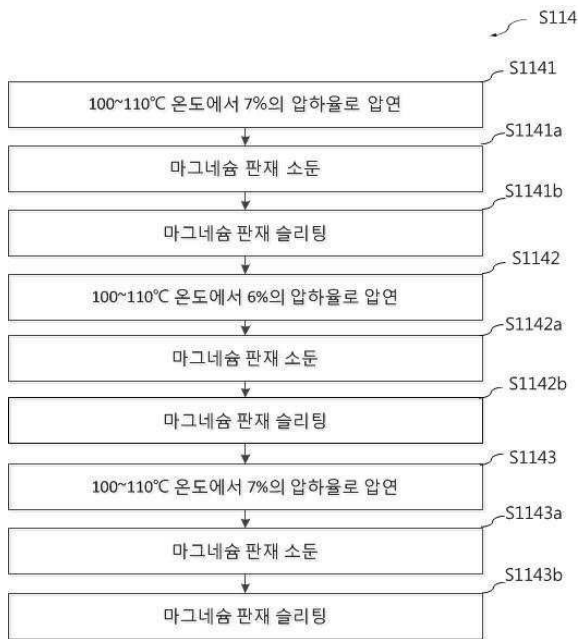 S114
S1141
100~110℃ 온도에서 7%의 압하율로 압연
S1141a
마그네슘 판재 소둔
S1141b
마그네슘 판재 슬리팅
S1142
100~110℃ 온도에서 6%의 압하율로 압연
S1142a
마그네슘 판재 소둔
S1142b
마그네슘 판재 슬리팅
S1143
100~110℃ 온도에서 7%의 압하율로 압연
S1143a
마그네슘 판재 소둔
S1143b
마그네슘 판재 슬리팅